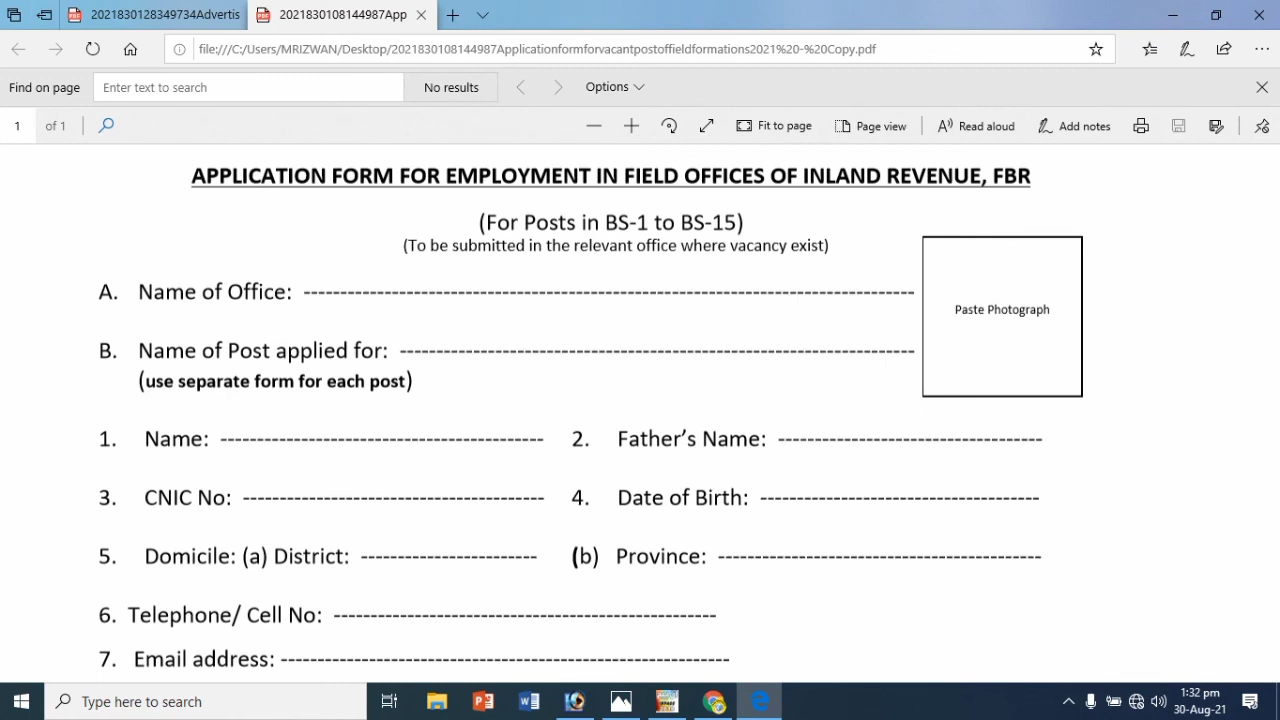 20218301012834973​4Advertise
2021830108144987Application
file:///C:/Users/MRIZWAN/Desktop/2021830108144987Applicationformforvacantpostoffieldformations2021%20-%20Copy.pdf
Find on page Enter text to search No results Options
1 of 1 Fit to page Page view Read aloud Add notes
APPLICATION FORM FOR EMPLOYMENT IN FIELD OFFICES OF INLAND REVENUE, FBR
(For Posts in BS-1 to BS-15)
(To be submitted in the relevant office where vacancy exist)
A. Name of Office:
Paste Photograph
B. Name of Post applied for:
(use separate form for each post)
1. Name: 2. Father's Name:
3. CNIC No: 4. Date of Birth:
5. Domicile: (a) District: (b) Province:
6. Telephone/ Cell No:
7. Email address:
Type here to search
1:32 pm
30-Aug-21